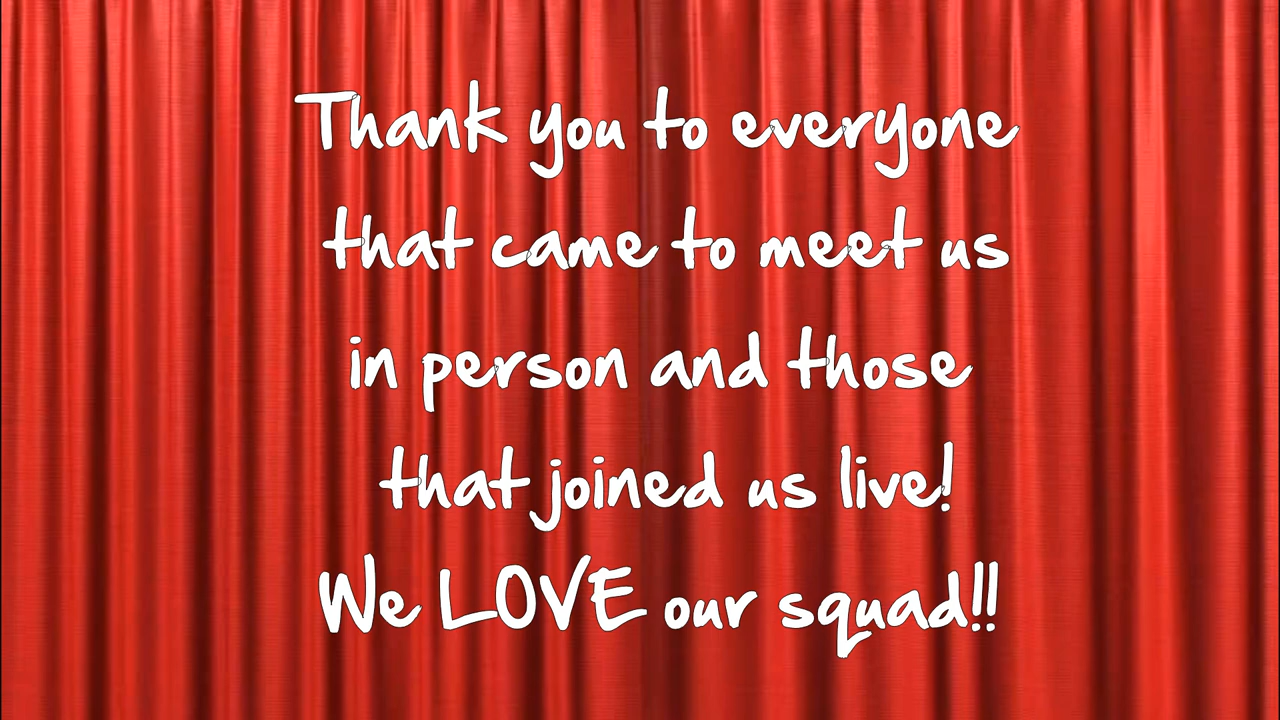 Thank you to everyone
that came to meet us
in person and those
that joined us live!
We LOVE our squad!!